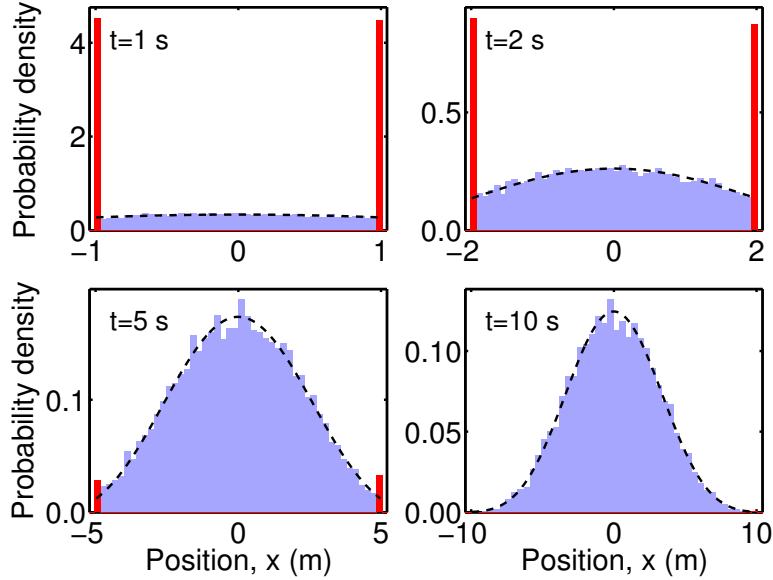 Probability density
4
2
0
t=1 s
−1 0 1
0.5
0.0
t=2 s
−2 0 2
Probability density
0.1
0.0
t=5 s
−5 0 5
Position, x (m)
0.10
0.05
0.00
t=10 s
−10 0 10
Position, x (m)